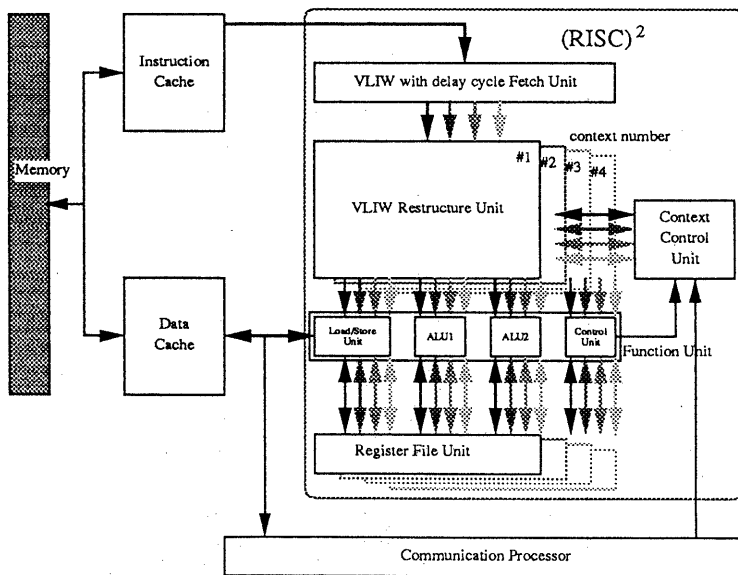 (RISC)2
Instruction
Cache
VLIW with delay cycle Fetch Unit
context number
#1
#2
#3
#4
Memory
VLIW Restructure Unit
Context
Control
Unit
Data
Cache
Load/Store
Unit
ALU1
ALU2
Control
Unit
Function Unit
Register File Unit
Communication Processor